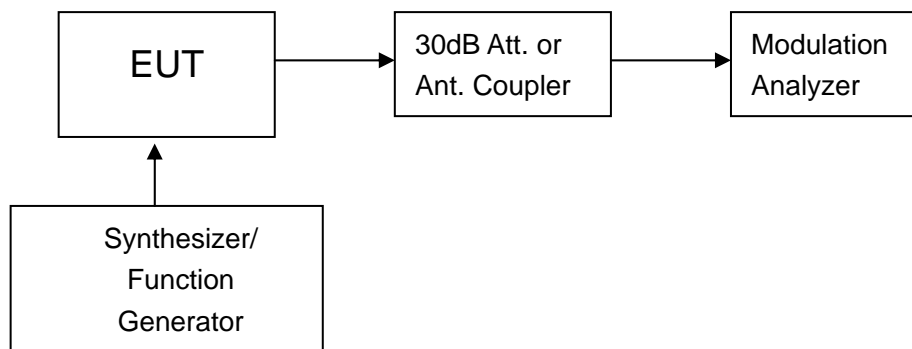 EUT
30dB Att. or
Ant. Coupler
Modulation
Analyzer
Synthesizer/
Function
Generator